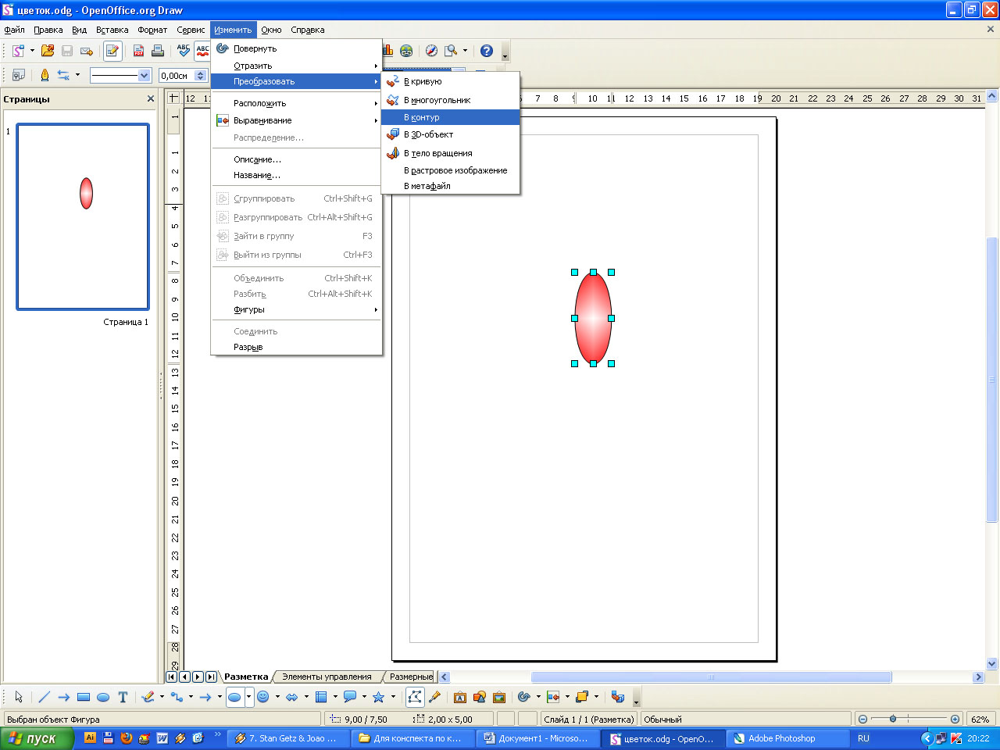 цветок.odg - OpenOffice.org Draw
Файл Правка Вид Вставка Формат Сервис Изменить Окно Справка
ABC ABC
0,00см
Страницы
1
Страница 1
Повернуть
Отразить
Преобразовать
Расположить
Выравнивание
Распределение...
Описание...
Название...
Сгруппировать Ctrl+Shift+G
Разгруппировать Ctrl+Alt+Shift+G
Зайти в группу F3
Выйти из группы Ctrl+F3
Объединить Ctrl+Shift+K
Разбить Ctrl+Alt+Shift+K
Фигуры
Соединить
Разрыв
В кривую
В многоугольник
В контур
В 3D-объект
В тело вращения
В растровое изображение
В метафайл
12 7 8 10 11 12 13 14 15 16 17 18 19 20 21 22 23 24 25 26 27 28 29 30 31
1
1
2
3
4
5
6
7
8
9
10
11
12
13
14
15
16
17
18
19
20
21
22
23
24
25
26
27
28
29
Разметка Элементы управления Размерные
Выбран объект Фигура 9,00 / 7,50 2,00 x 5,00 Слайд 1 / 1 (Разметка) Обычный 62%
пуск Ai » 7. Stan Getz & Joao ... Для конспекта по к... Документ1 - Microso... цветок.odg - OpenO... Adobe Photoshop RU 20:22